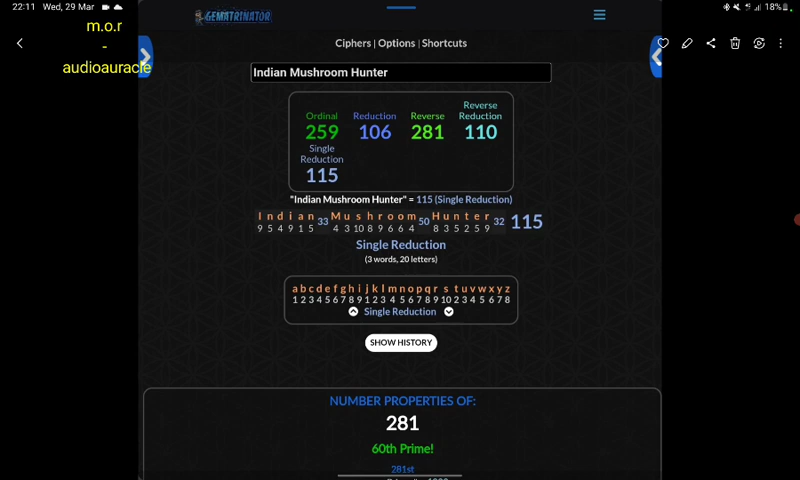 22:11 Wed, 29 Mar
18%
m.o.r
-
audioauracle
GEMATRINATOR
Ciphers | Options | Shortcuts
Indian Mushroom Hunter
Ordinal Reduction Reverse Reverse Reduction
259 106 281 110
Single Reduction
115
"Indian Mushroom Hunter" = 115 (Single Reduction)
I n d i a n 33 M u s h r o o m 50 H u n t e r 32 115
9 5 4 9 1 5 4 3 10 8 9 6 6 4 8 3 5 2 5 9
Single Reduction
(3 words, 20 letters)
a b c d e f g h i j k l m n o p q r s t u v w x y z
1 2 3 4 5 6 7 8 9 1 2 3 4 5 6 7 8 9 10 2 3 4 5 6 7 8
Single Reduction
SHOW HISTORY
NUMBER PROPERTIES OF:
281
60th Prime!
281st